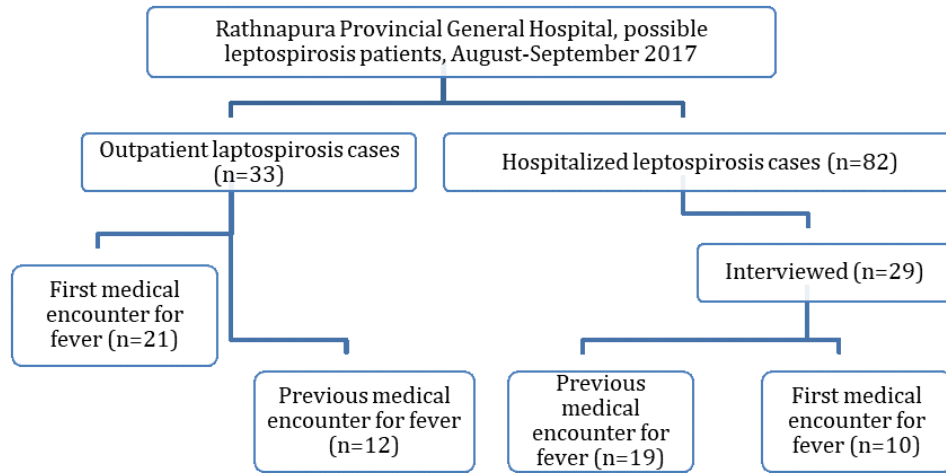 Rathnapura Provincial General Hospital, possible
leptospirosis patients, August-September 2017
Outpatient laptospirosis cases
(n=33)
Hospitalized leptospirosis cases (n=82)
Interviewed (n=29)
First medical
encounter for
fever (n=21)
Previous medical
encounter for fever
(n=12)
Previous
medical
encounter for
fever (n=19)
First medical
encounter for
fever (n=10)